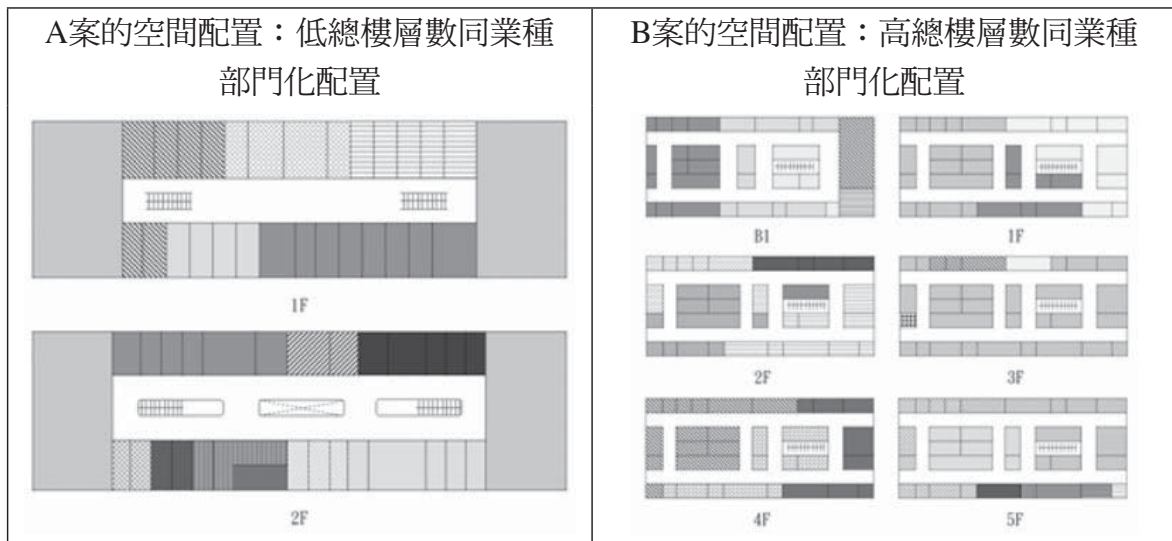 A案的空間配置：低總樓層數同業種
部門化配置
B案的空間配置：高總樓層數同業種
部門化配置
1F
2F
B1
1F
2F
3F
4F
5F